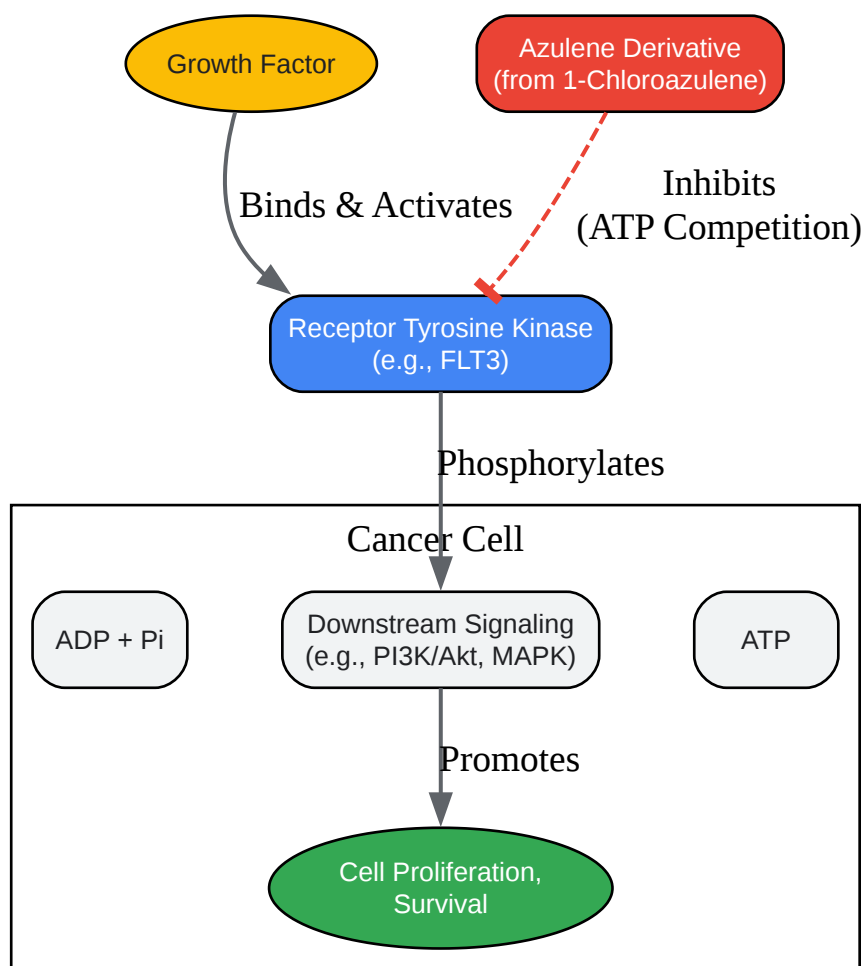 Growth Factor
Azulene Derivative
(from 1-Chloroazulene)
Binds & Activates
Inhibits
(ATP Competition)
Receptor Tyrosine Kinase
(e.g., FLT3)
Phosphorylates
Cancer Cell
ADP + Pi
Downstream Signaling
(e.g., PI3K/Akt, MAPK)
ATP
Promotes
Cell Proliferation,
Survival